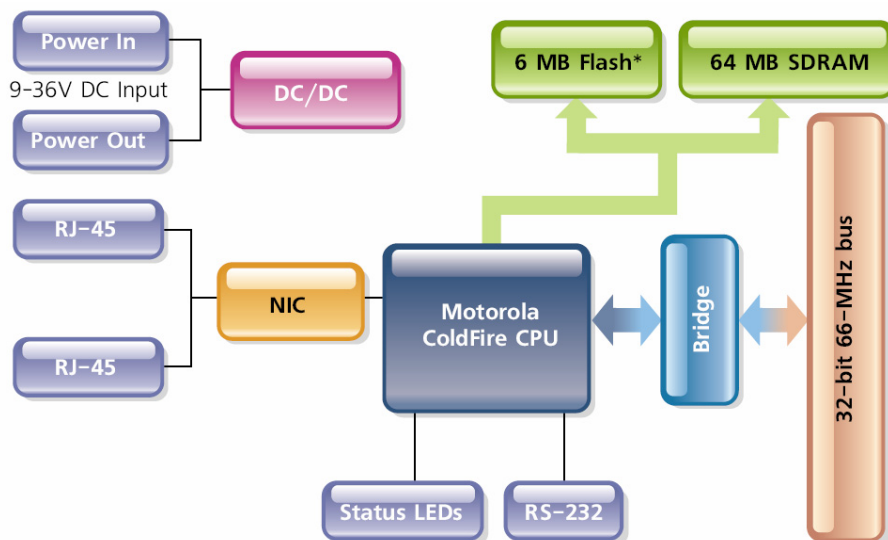 Power In
9-36V DC Input
Power Out
DC/DC
6 MB Flash*
64 MB SDRAM
RJ-45
RJ-45
NIC
Motorola
ColdFire CPU
Bridge
32-bit 66-MHz bus
Status LEDs
RS-232